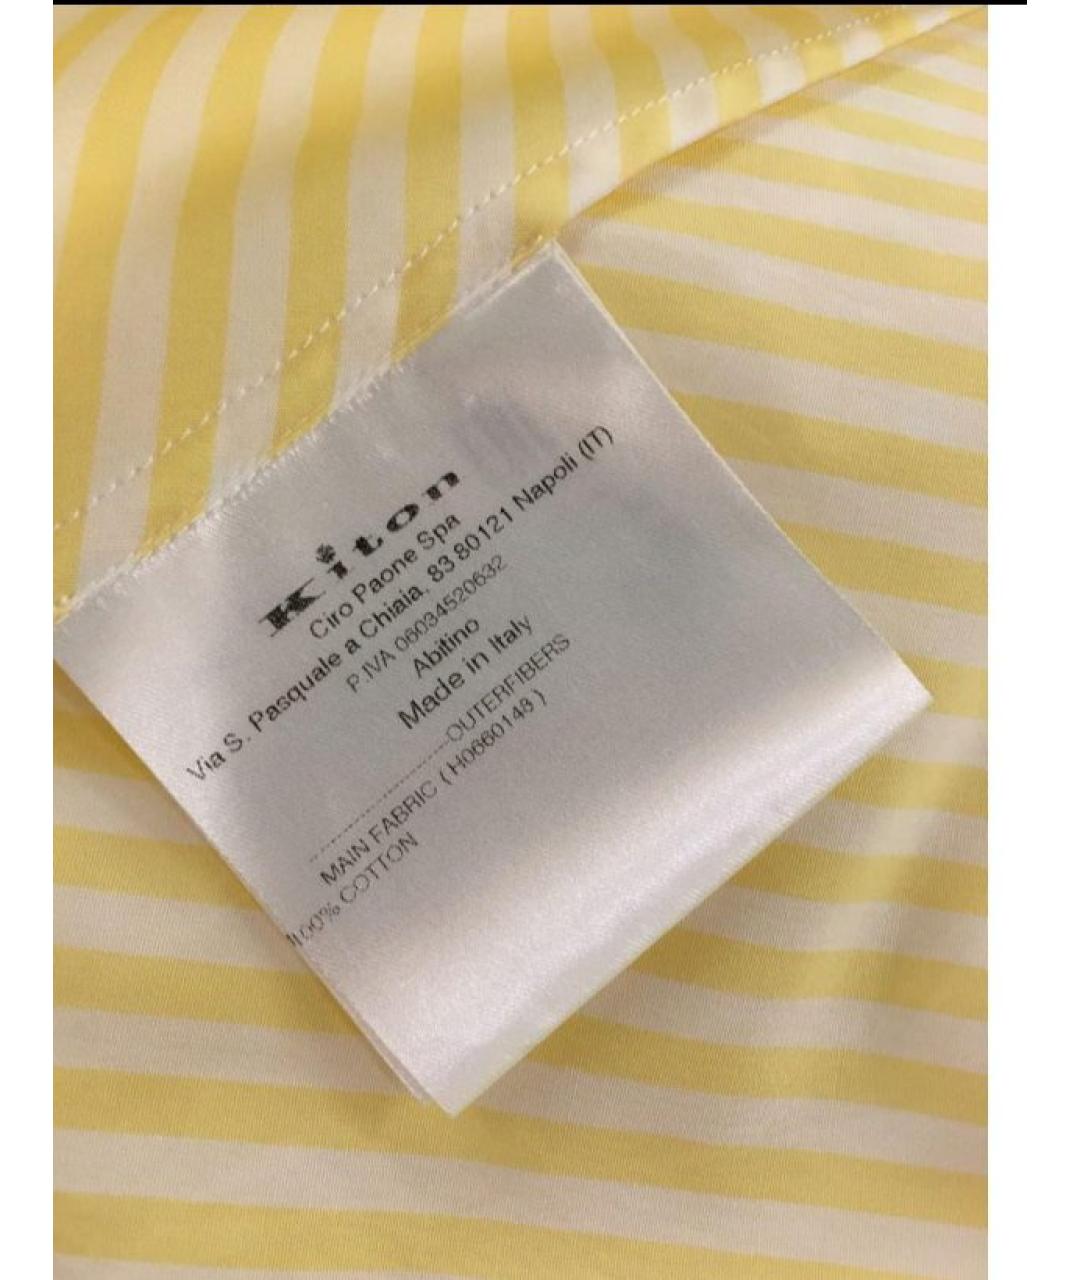 Kiton
Ciro Paone Spa
Via S. Pasquale a Chiaia, 83 80121 Napoli (IT)
P.IVA 06034520632
Abitino
Made in Italy
--------------------OUTERFIBERS
MAIN FABRIC ( H0660148 )
100% COTTON